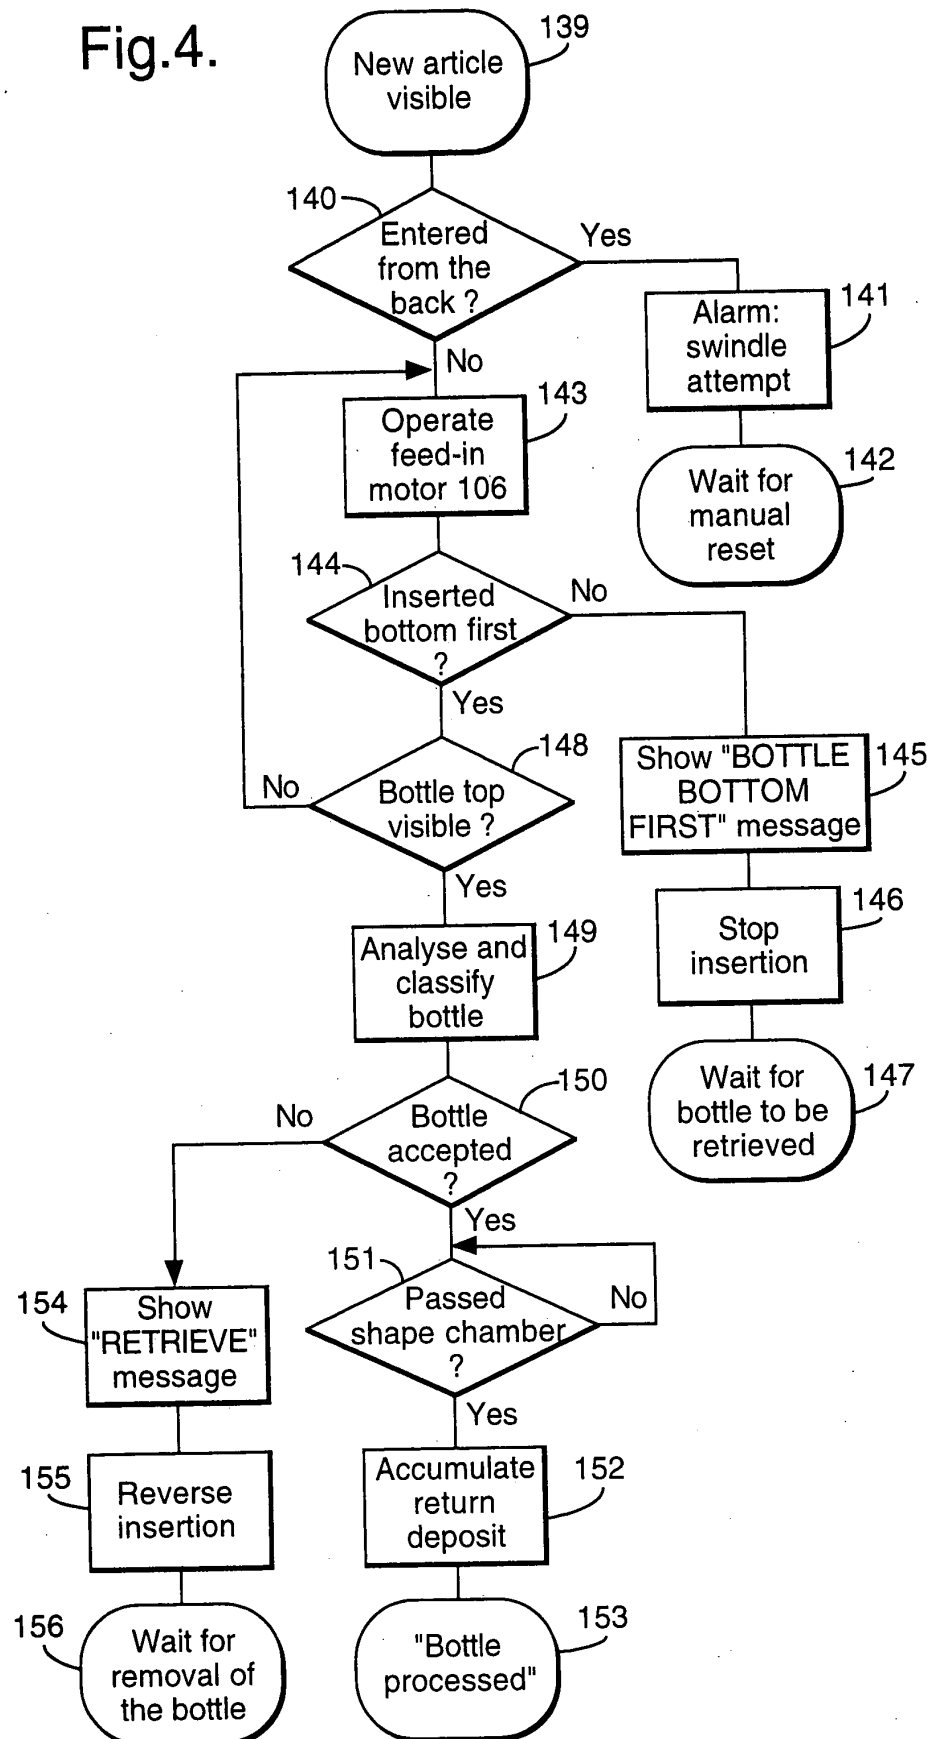 Fig.4.
139
New article
visible
140
Entered
from the
back ?
Yes
No
141
Alarm:
swindle
attempt
142
Wait for
manual
reset
143
Operate
feed-in
motor 106
144
Inserted
bottom first
?
No
Yes
145
Show "BOTTLE
BOTTOM
FIRST" message
146
Stop
insertion
147
Wait for
bottle to be
retrieved
148
Bottle top
visible ?
No
Yes
149
Analyse and
classify
bottle
150
Bottle
accepted
?
No
Yes
151
Passed
shape chamber
?
No
Yes
152
Accumulate
return
deposit
153
"Bottle
processed"
154
Show
"RETRIEVE"
message
155
Reverse
insertion
156
Wait for
removal of
the bottle